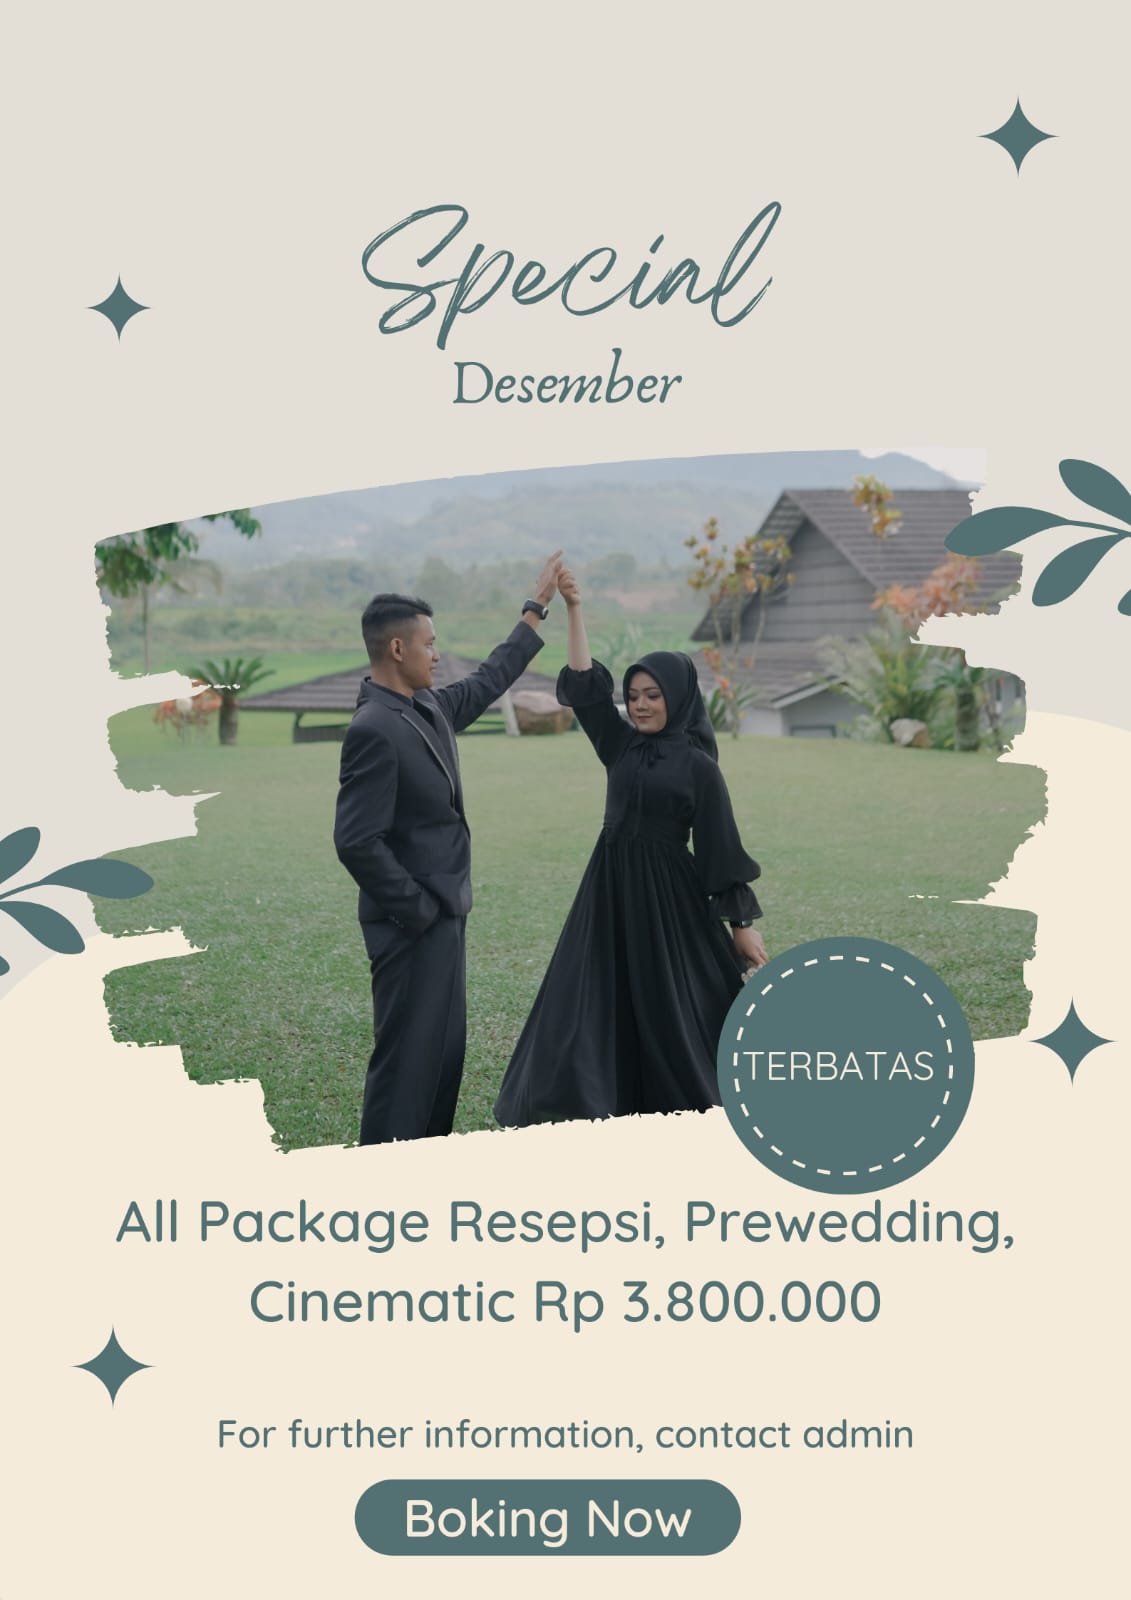 Special
Desember
TERBATAS
All Package Resepsi, Prewedding,
Cinematic Rp 3.800.000
For further information, contact admin
Boking Now